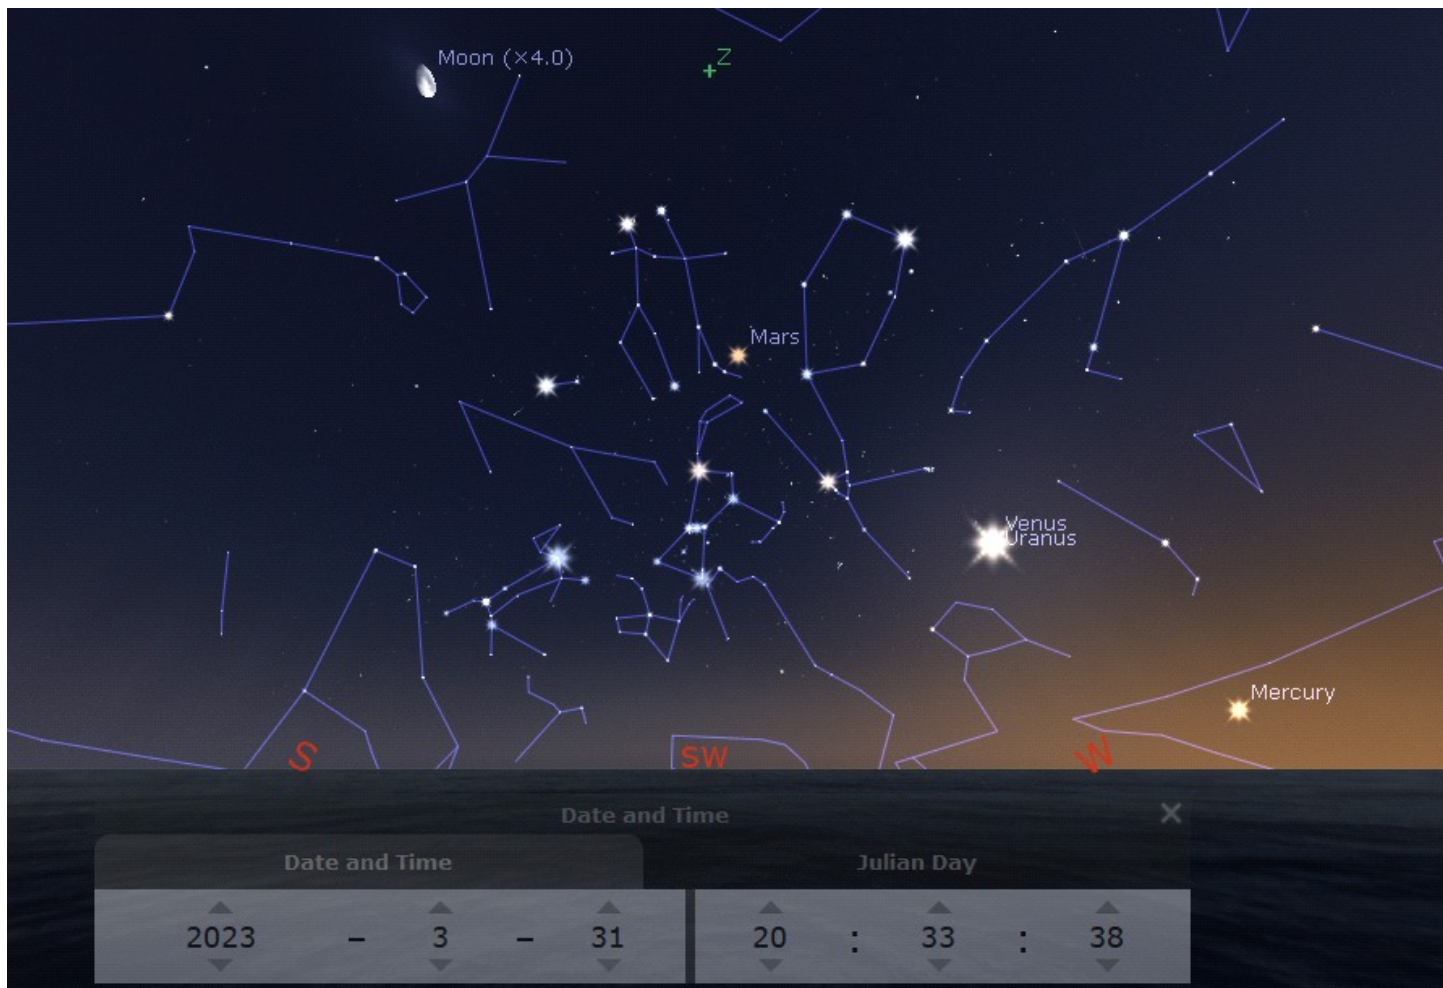 Moon (×4.0)
Z
Mars
Venus
Uranus
Mercury
S
SW
W
Date and Time
Date and Time
Julian Day
2023 - 3 - 31 20 : 33 : 38